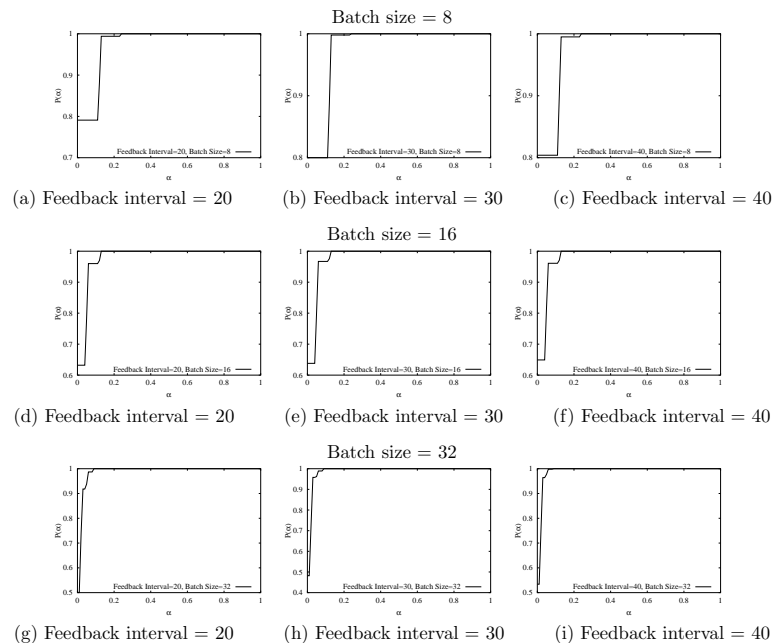 Batch size = 8
1
0.9
0.8
0.7
0 0.2 0.4 0.6 0.8 1
P(α)
α
Feedback Interval=20, Batch Size=8
1
0.9
0.8
0 0.2 0.4 0.6 0.8 1
P(α)
α
Feedback Interval=30, Batch Size=8
1
0.9
0.8
0 0.2 0.4 0.6 0.8 1
P(α)
α
Feedback Interval=40, Batch Size=8
(a) Feedback interval = 20
(b) Feedback interval = 30
(c) Feedback interval = 40
Batch size = 16
1
0.9
0.8
0.7
0.6
0 0.2 0.4 0.6 0.8 1
P(α)
α
Feedback Interval=20, Batch Size=16
1
0.9
0.8
0.7
0.6
0 0.2 0.4 0.6 0.8 1
P(α)
α
Feedback Interval=30, Batch Size=16
1
0.9
0.8
0.7
0.6
0 0.2 0.4 0.6 0.8 1
P(α)
α
Feedback Interval=40, Batch Size=16
(d) Feedback interval = 20
(e) Feedback interval = 30
(f) Feedback interval = 40
Batch size = 32
1
0.9
0.8
0.7
0.6
0.5
0 0.2 0.4 0.6 0.8 1
P(α)
α
Feedback Interval=20, Batch Size=32
1
0.9
0.8
0.7
0.6
0.5
0.4
0 0.2 0.4 0.6 0.8 1
P(α)
α
Feedback Interval=30, Batch Size=32
1
0.9
0.8
0.7
0.6
0.5
0 0.2 0.4 0.6 0.8 1
P(α)
α
Feedback Interval=40, Batch Size=32
(g) Feedback interval = 20
(h) Feedback interval = 30
(i) Feedback interval = 40